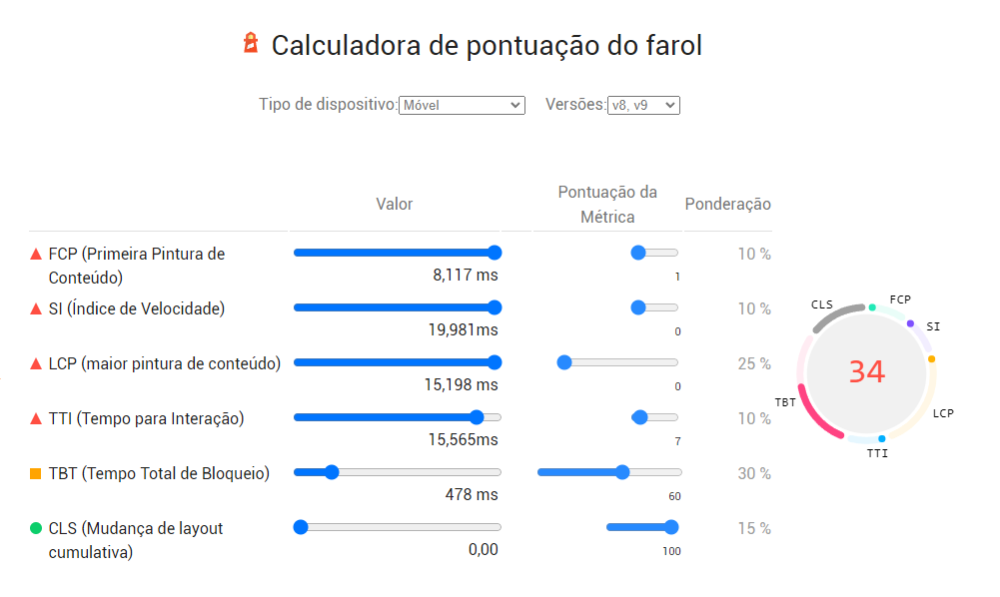 Calculadora de pontuação do farol
Tipo de dispositivo: Móvel Versões: v8, v9
Valor Pontuação da Métrica Ponderação
FCP (Primeira Pintura de
Conteúdo)
8,117 ms
1
10 %
SI (Índice de Velocidade)
19,981ms
0
10 %
LCP (maior pintura de conteúdo)
15,198 ms
0
25 %
TTI (Tempo para Interação)
15,565ms
7
10 %
TBT (Tempo Total de Bloqueio)
478 ms
60
30 %
CLS (Mudança de layout
cumulativa)
0,00
100
15 %
CLS
FCP
SI
34
TBT
LCP
TTI